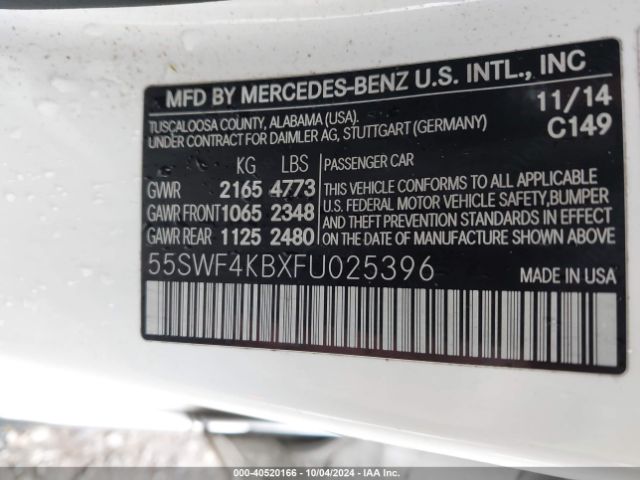 MFD BY MERCEDES-BENZ U.S. INTL., INC
TUSCALOOSA COUNTY, ALABAMA (USA). 11/14
UNDER CONTRACT FOR DAIMLER AG, STUTTGART (GERMANY) C149
KG LBS PASSENGER CAR
GVWR 2165 4773 THIS VEHICLE CONFORMS TO ALL APPLICABLE
GAWR FRONT 1065 2348 U.S. FEDERAL MOTOR VEHICLE SAFETY, BUMPER
GAWR REAR 1125 2480 AND THEFT PREVENTION STANDARDS IN EFFECT
ON THE DATE OF MANUFACTURE SHOWN ABOVE.
55SWF4KBXFU025396 MADE IN USA
000-40520166 - 10/04/2024 - IAA Inc.